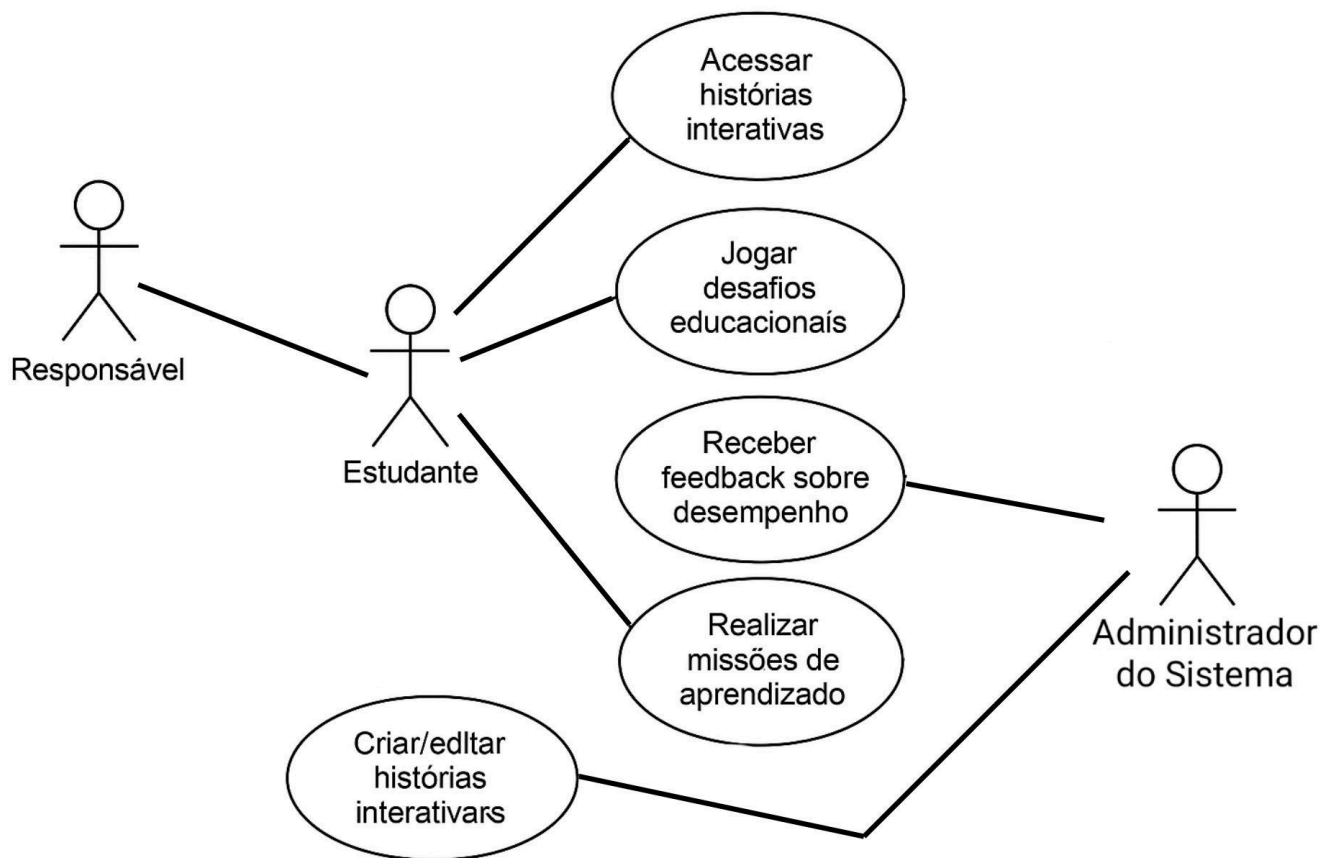 Acessar
histórias
interativas
Jogar
desafios
educacionaís
Responsável
Estudante
Receber
feedback sobre
desempenho
Realizar
missões de
aprendizado
Administrador
do Sistema
Criar/edltar
histórias
interativars